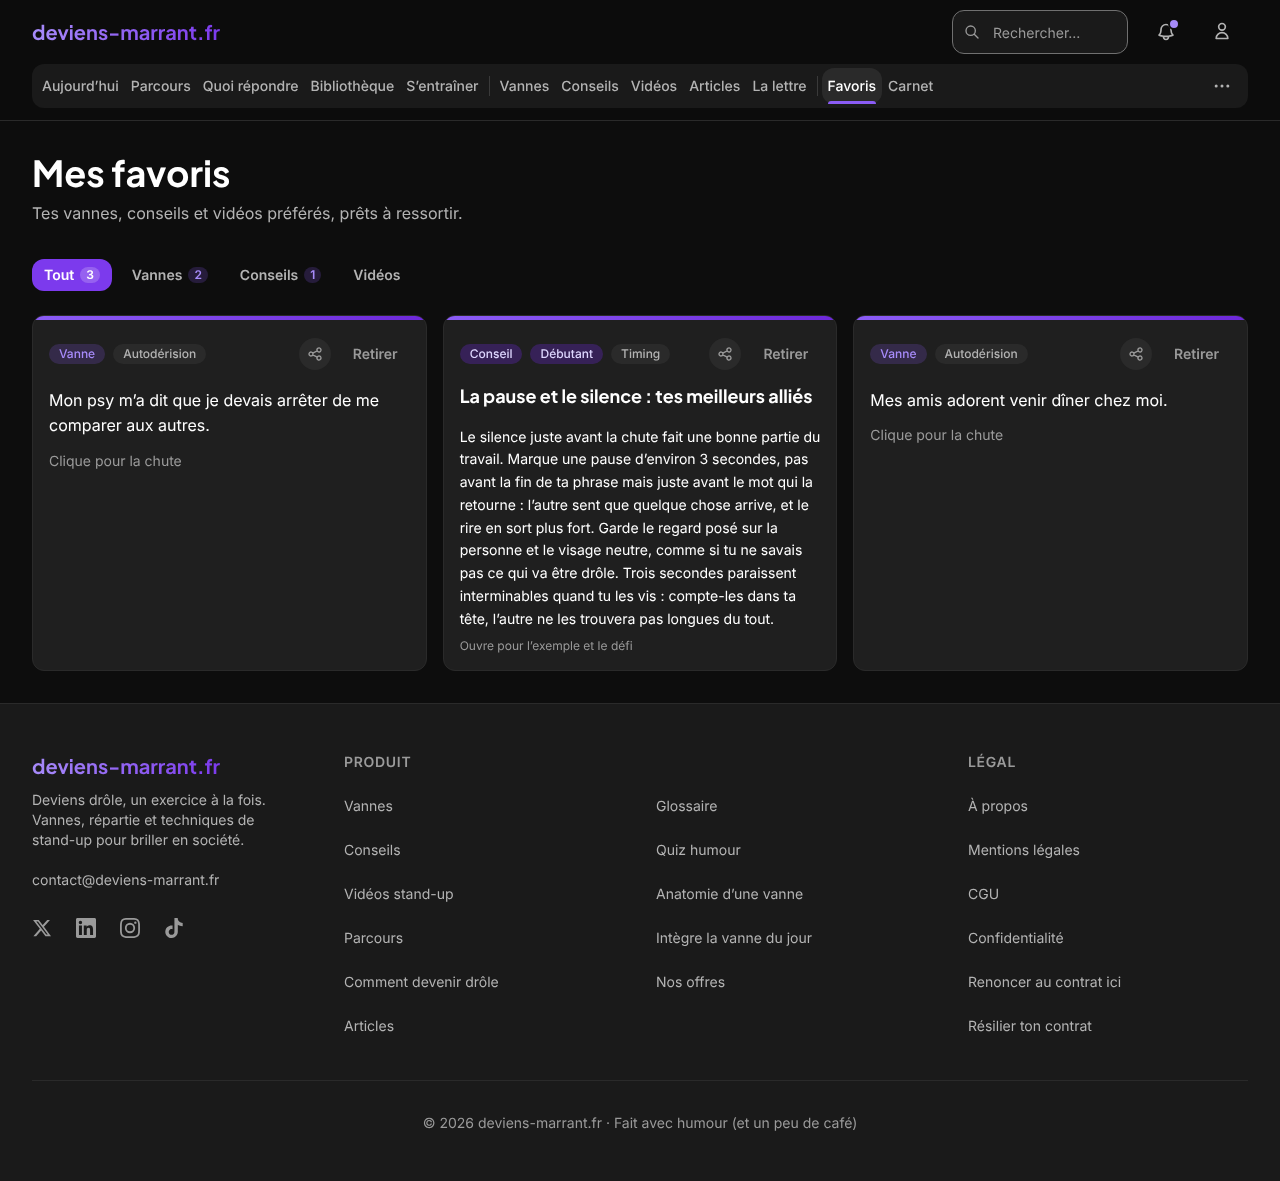 deviens-marrant.fr
Rechercher...
Aujourd’hui Parcours Quoi répondre Bibliothèque S’entraîner Vannes Conseils Vidéos Articles La lettre Favoris Carnet
Mes favoris
Tes vannes, conseils et vidéos préférés, prêts à ressortir.
Tout 3 Vannes 2 Conseils 1 Vidéos
Vanne Autodérision Retirer
Mon psy m’a dit que je devais arrêter de me
comparer aux autres.
Clique pour la chute
Conseil Débutant Timing Retirer
La pause et le silence : tes meilleurs alliés
Le silence juste avant la chute fait une bonne partie du
travail. Marque une pause d’environ 3 secondes, pas
avant la fin de ta phrase mais juste avant le mot qui la
retourne : l’autre sent que quelque chose arrive, et le
rire en sort plus fort. Garde le regard posé sur la
personne et le visage neutre, comme si tu ne savais
pas ce qui va être drôle. Trois secondes paraissent
interminables quand tu les vis : compte-les dans ta
tête, l’autre ne les trouvera pas longues du tout.
Ouvre pour l’exemple et le défi
Vanne Autodérision Retirer
Mes amis adorent venir dîner chez moi.
Clique pour la chute
deviens-marrant.fr
Deviens drôle, un exercice à la fois.
Vannes, répartie et techniques de
stand-up pour briller en société.
contact@deviens-marrant.fr
PRODUIT
Vannes
Conseils
Vidéos stand-up
Parcours
Comment devenir drôle
Articles
Glossaire
Quiz humour
Anatomie d’une vanne
Intègre la vanne du jour
Nos offres
LÉGAL
À propos
Mentions légales
CGU
Confidentialité
Renoncer au contrat ici
Résilier ton contrat
© 2026 deviens-marrant.fr · Fait avec humour (et un peu de café)